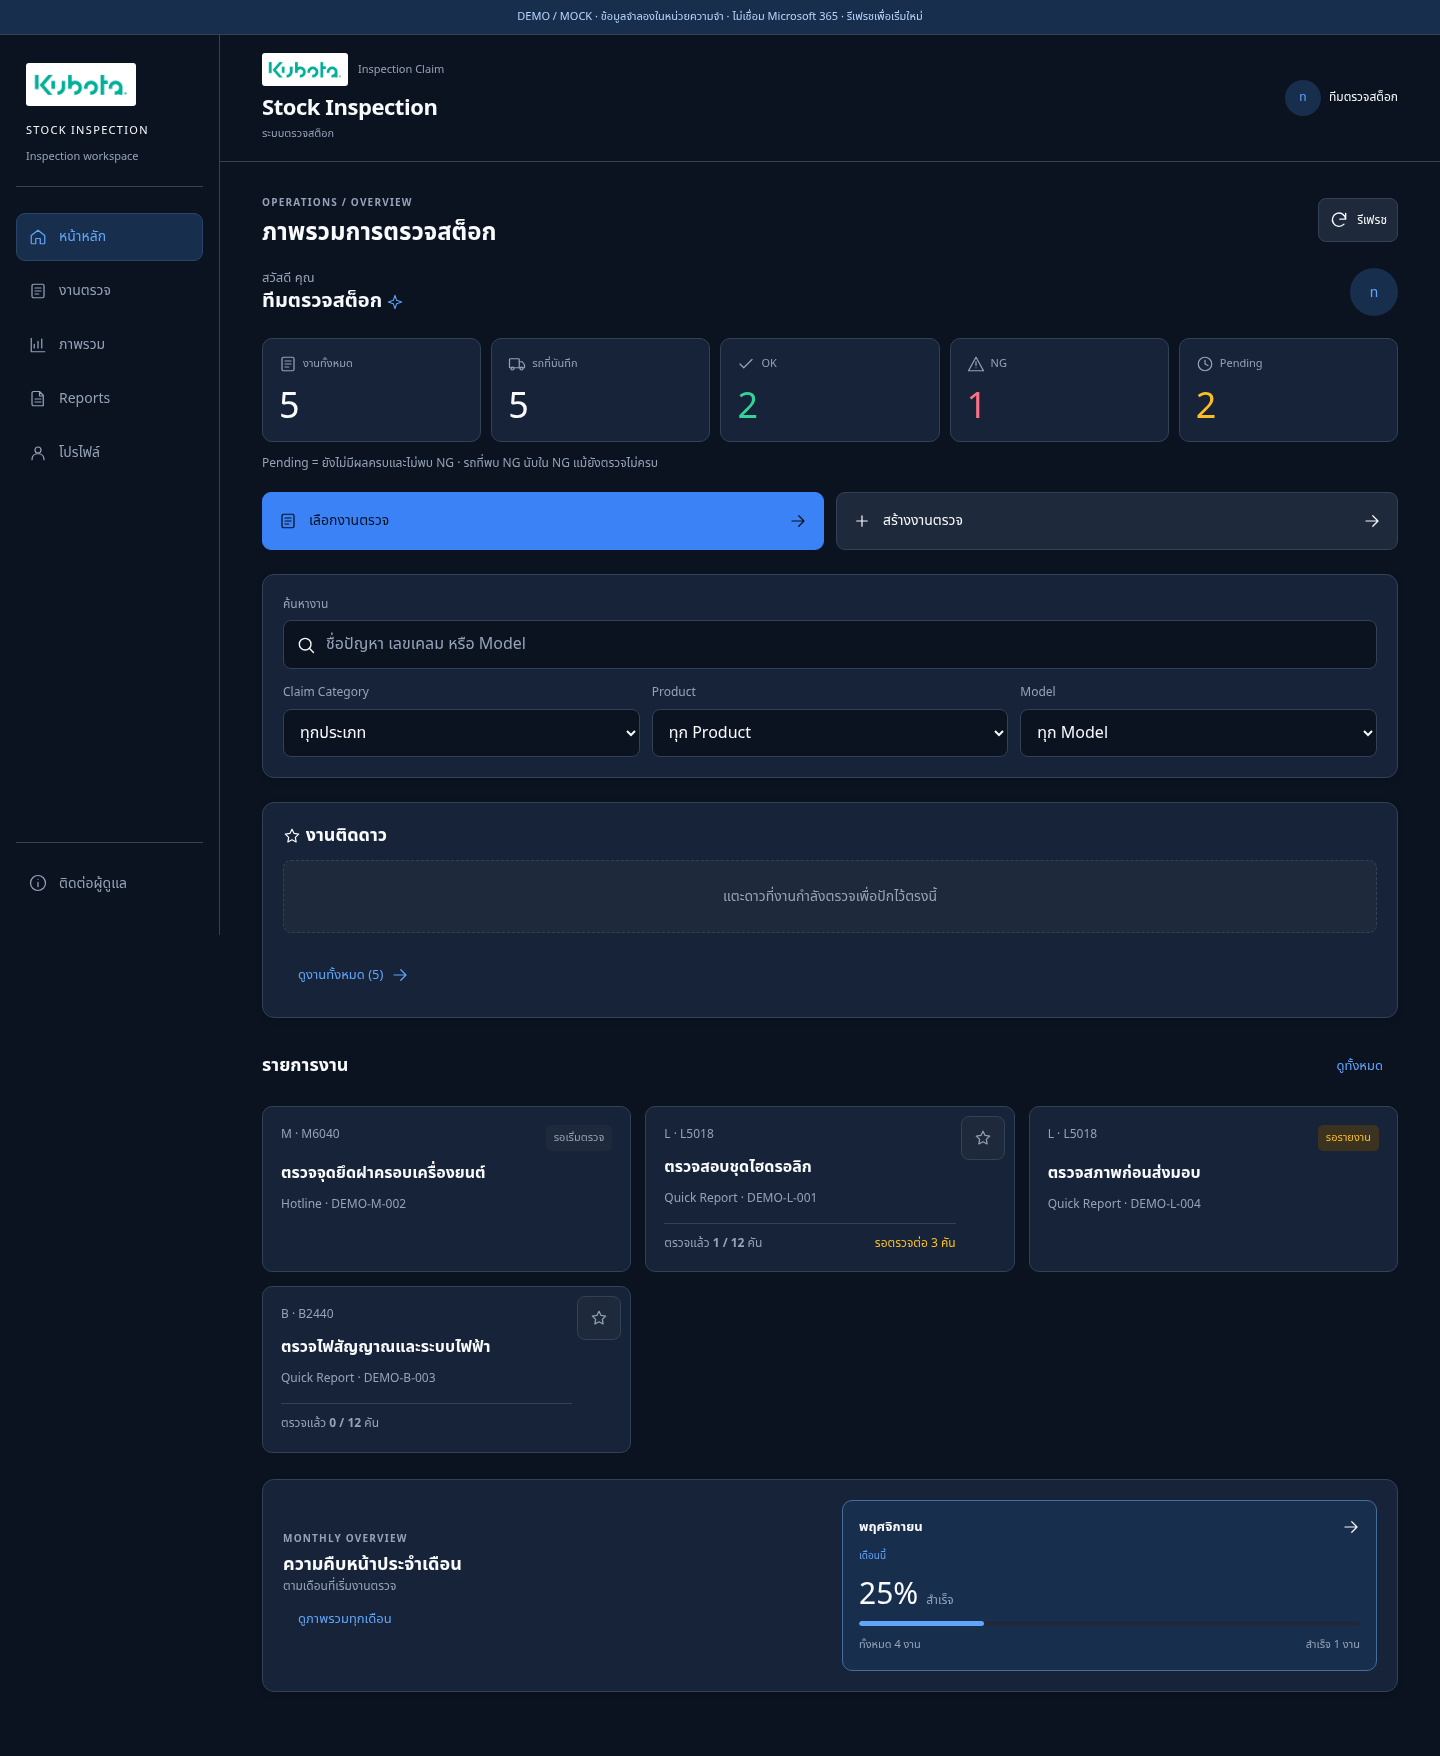 DEMO / MOCK · ข้อมูลจำลองในหน่วยความจำ · ไม่เชื่อม Microsoft 365 · รีเฟรชเพื่อเริ่มใหม่
Kubota
STOCK INSPECTION
Inspection workspace
หน้าหลัก
งานตรวจ
ภาพรวม
Reports
โปรไฟล์
ติดต่อผู้ดูแล
Kubota
Inspection Claim
Stock Inspection
ระบบตรวจสต็อก
ท
ทีมตรวจสต็อก
OPERATIONS / OVERVIEW
ภาพรวมการตรวจสต็อก
รีเฟรช
สวัสดี คุณ
ทีมตรวจสต็อก
ท
งานทั้งหมด
5
รถที่บันทึก
5
OK
2
NG
1
Pending
2
Pending = ยังไม่มีผลครบและไม่พบ NG · รถที่พบ NG นับใน NG แม้ยังตรวจไม่ครบ
เลือกงานตรวจ
สร้างงานตรวจ
ค้นหางาน
ชื่อปัญหา เลขเคลม หรือ Model
Claim Category
Product
Model
ทุกประเภท
ทุก Product
ทุก Model
งานติดดาว
แตะดาวที่งานกำลังตรวจเพื่อปักไว้ตรงนี้
ดูงานทั้งหมด (5)
รายการงาน
ดูทั้งหมด
M · M6040
รอเริ่มตรวจ
ตรวจจุดยึดฝาครอบเครื่องยนต์
Hotline · DEMO-M-002
L · L5018
ตรวจสอบชุดไฮดรอลิก
Quick Report · DEMO-L-001
ตรวจแล้ว 1 / 12 คัน
รอตรวจต่อ 3 คัน
L · L5018
รอรายงาน
ตรวจสภาพก่อนส่งมอบ
Quick Report · DEMO-L-004
B · B2440
ตรวจไฟสัญญาณและระบบไฟฟ้า
Quick Report · DEMO-B-003
ตรวจแล้ว 0 / 12 คัน
MONTHLY OVERVIEW
ความคืบหน้าประจำเดือน
ตามเดือนที่เริ่มงานตรวจ
ดูภาพรวมทุกเดือน
พฤศจิกายน
เดือนนี้
25% สำเร็จ
ทั้งหมด 4 งาน
สำเร็จ 1 งาน